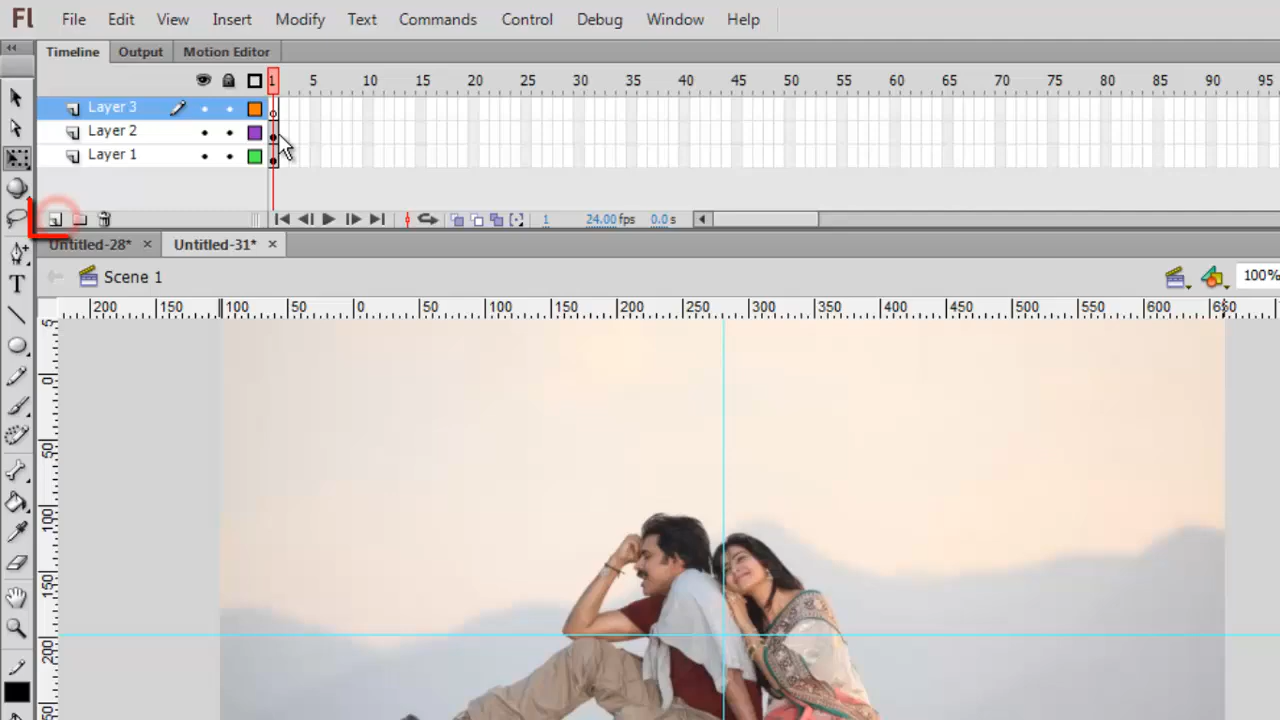 Fl File Edit View Insert Modify Text Commands Control Debug Window Help
Timeline Output Motion Editor
1 5 10 15 20 25 30 35 40 45 50 55 60 65 70 75 80 85 90 95
Layer 3
Layer 2
Layer 1
1 24.00 fps 0.0 s
Untitled-28* Untitled-31*
Scene 1 100%
200 150 100 50 0 50 100 150 200 250 300 350 400 450 500 550 600 650
5
0
50
100
150
200
T